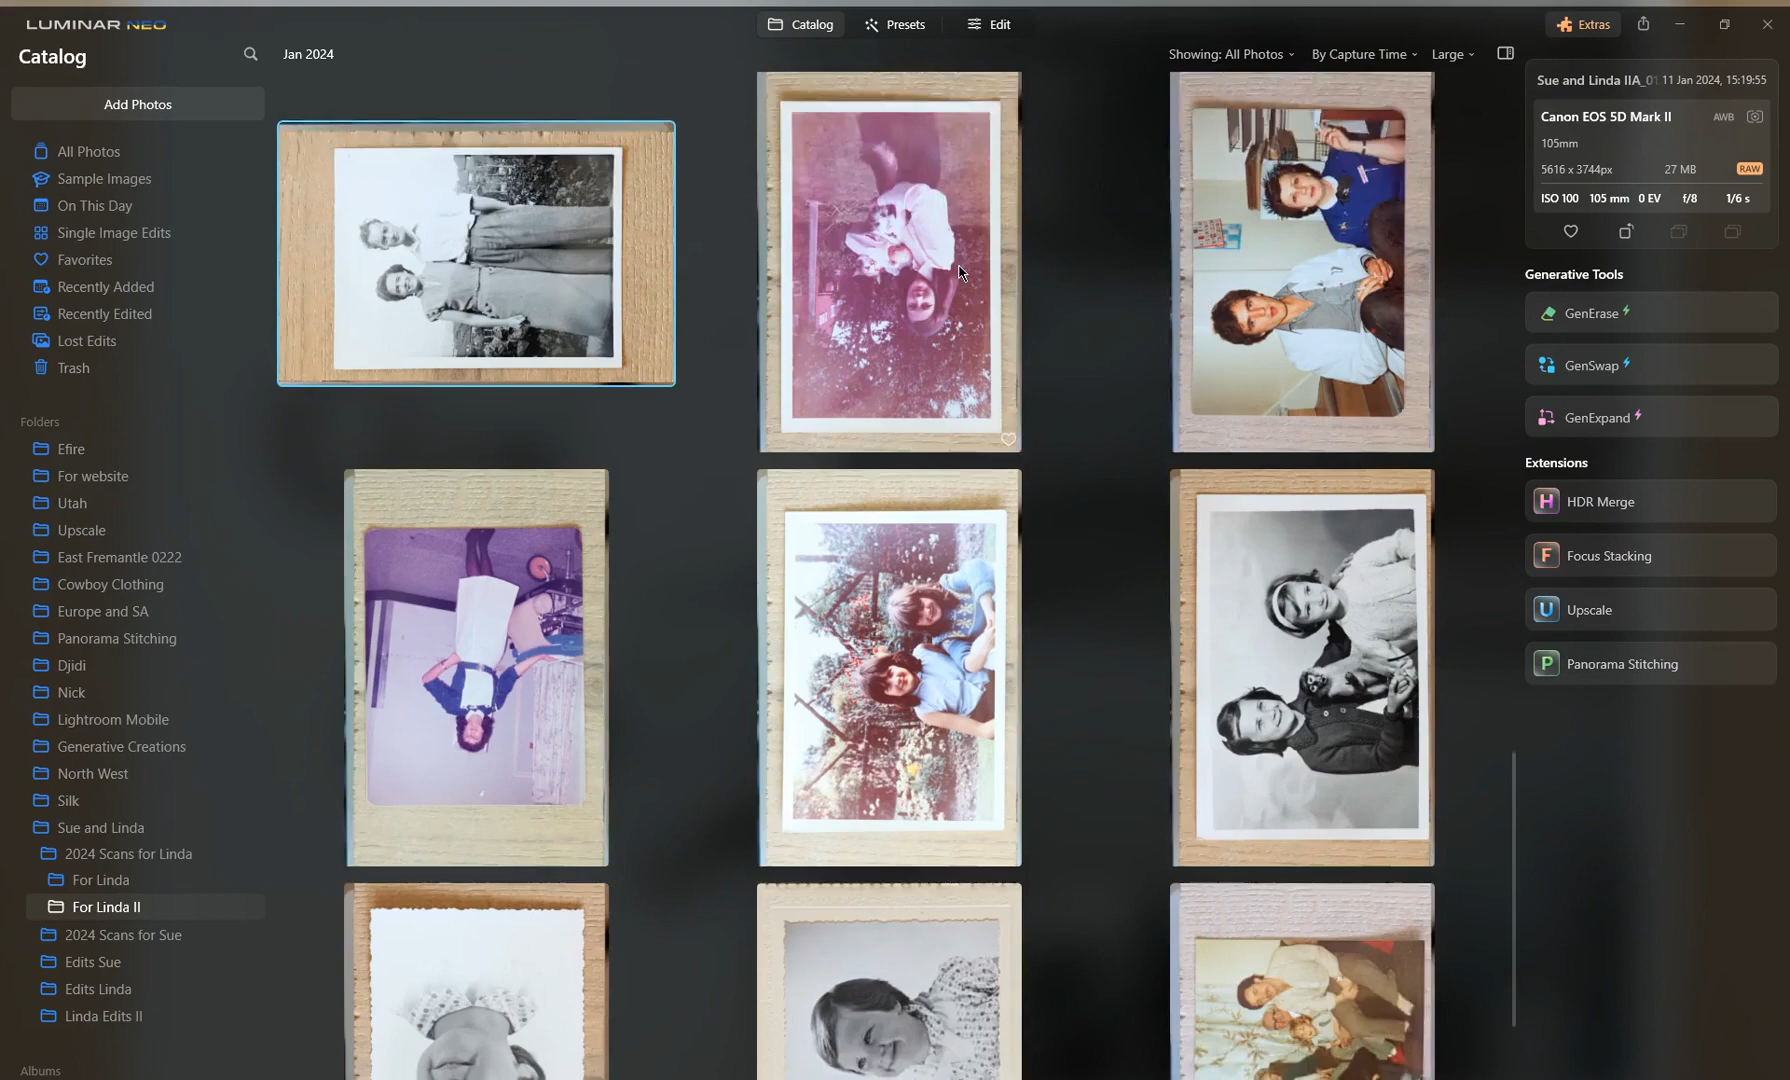 LUMINAR NEO
Catalog
Presets
Edit
Extras
Catalog
Jan 2024
Showing: All Photos
By Capture Time
Large
Add Photos
All Photos
Sample Images
On This Day
Single Image Edits
Favorites
Recently Added
Recently Edited
Lost Edits
Trash
Folders
Efire
For website
Utah
Upscale
East Fremantle 0222
Cowboy Clothing
Europe and SA
Panorama Stitching
Djidi
Nick
Lightroom Mobile
Generative Creations
North West
Silk
Sue and Linda
2024 Scans for Linda
For Linda
For Linda II
2024 Scans for Sue
Edits Sue
Edits Linda
Linda Edits II
Albums
Sue and Linda IIA_01 11 Jan 2024, 15:19:55
Canon EOS 5D Mark II AWB
105mm
5616 x 3744px 27 MB RAW
ISO 100 105 mm 0 EV f/8 1/6 s
Generative Tools
GenErase
GenSwap
GenExpand
Extensions
H HDR Merge
F Focus Stacking
U Upscale
P Panorama Stitching